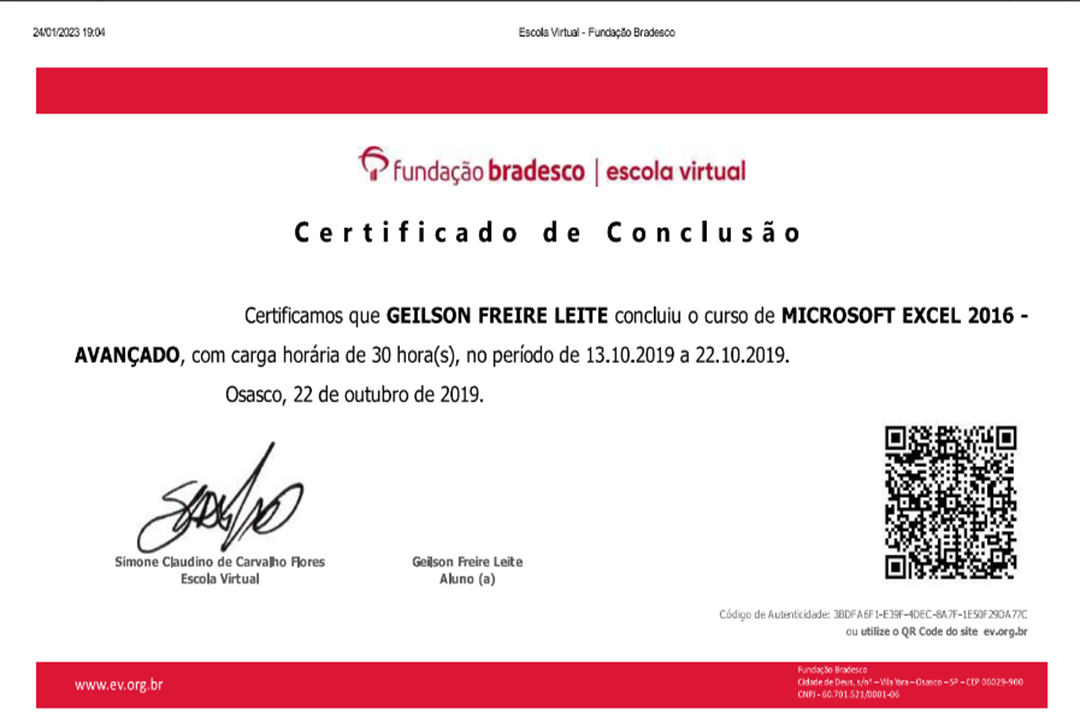 24/01/2023 19:04
Escola Virtual - Fundação Bradesco
fundação bradesco | escola virtual
Certificado de Conclusão
Certificamos que GEILSON FREIRE LEITE concluiu o curso de MICROSOFT EXCEL 2016 -
AVANÇADO, com carga horária de 30 hora(s), no período de 13.10.2019 a 22.10.2019.
Osasco, 22 de outubro de 2019.
Simone Claudino de Carvalho Flores
Escola Virtual
Geilson Freire Leite
Aluno (a)
Código de Autenticidade: 3BDFA6F1-E39F-4DEC-8A7F-1E50F29DA77C
ou utilize o QR Code do site ev.org.br
www.ev.org.br
Fundação Bradesco
Cidade de Deus, s/nº - Vila Yara - Osasco - SP - CEP 06029-900
CNPJ - 60.701.521/0001-06